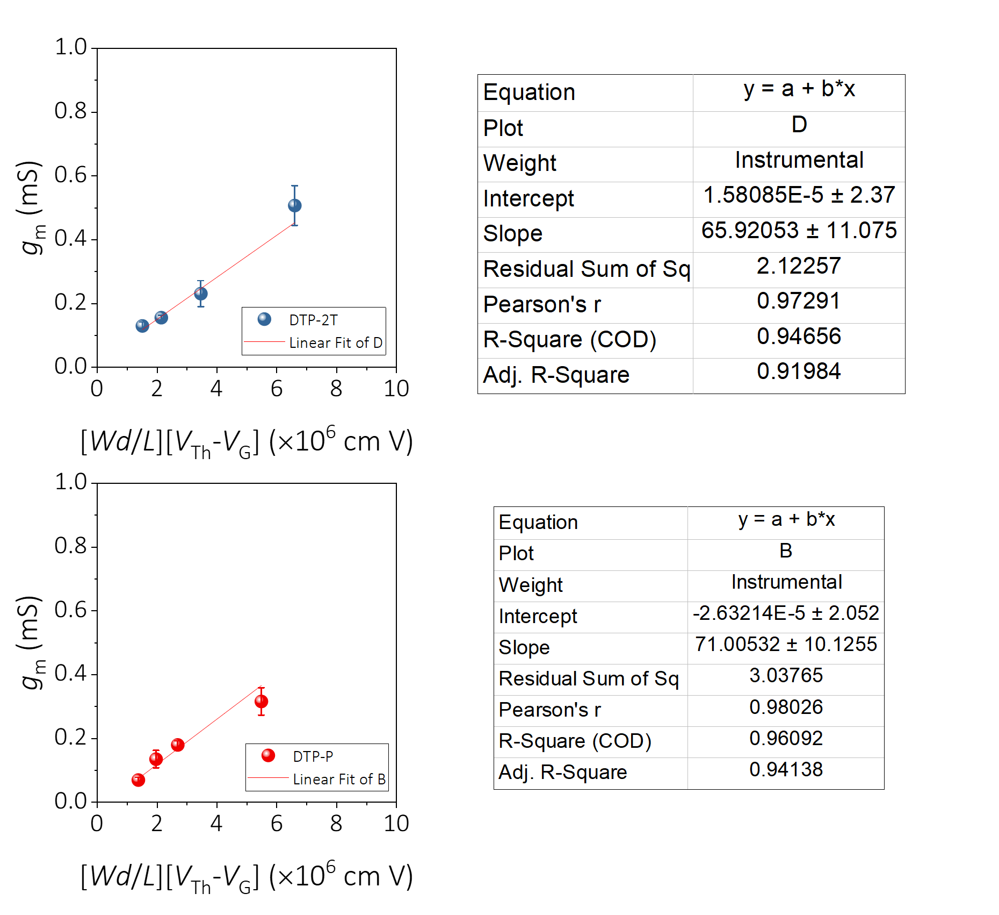 1.0
0.8
0.6
0.4
0.2
0.0
0 2 4 6 8 10
gm (mS)
[Wd/L][VTh-VG] (×10^6 cm V)
DTP-2T
Linear Fit of D
Equation y = a + b*x
Plot D
Weight Instrumental
Intercept 1.58085E-5 ± 2.37
Slope 65.92053 ± 11.075
Residual Sum of Sq 2.12257
Pearson's r 0.97291
R-Square (COD) 0.94656
Adj. R-Square 0.91984
1.0
0.8
0.6
0.4
0.2
0.0
0 2 4 6 8 10
gm (mS)
[Wd/L][VTh-VG] (×10^6 cm V)
DTP-P
Linear Fit of B
Equation y = a + b*x
Plot B
Weight Instrumental
Intercept -2.63214E-5 ± 2.052
Slope 71.00532 ± 10.1255
Residual Sum of Sq 3.03765
Pearson's r 0.98026
R-Square (COD) 0.96092
Adj. R-Square 0.94138